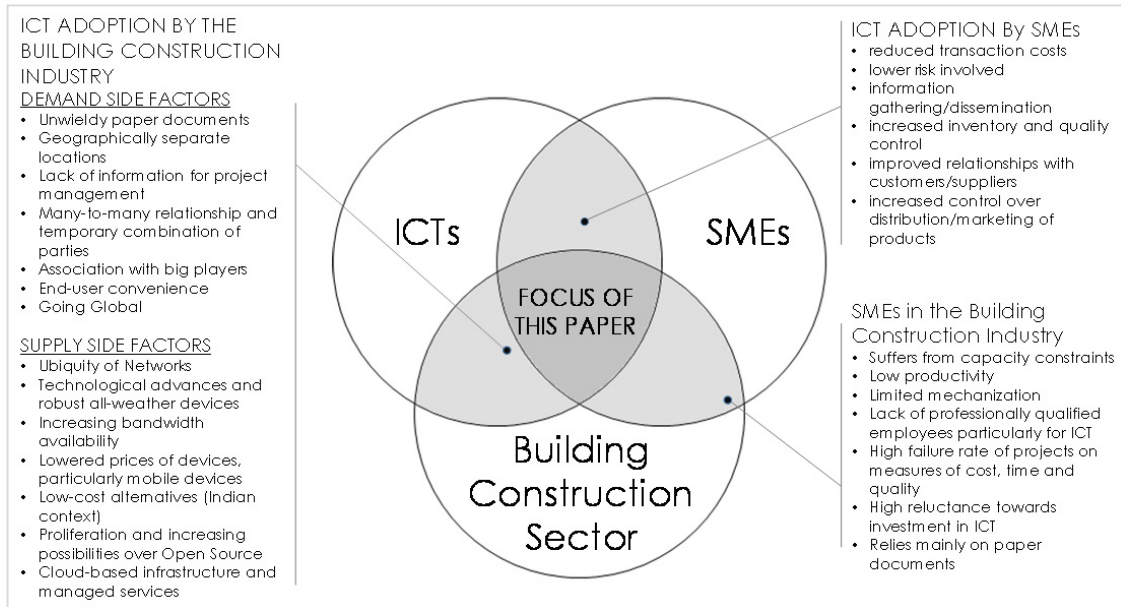 ICT ADOPTION BY THE
BUILDING CONSTRUCTION
INDUSTRY
DEMAND SIDE FACTORS
• Unwieldy paper documents
• Geographically separate
locations
• Lack of information for project
management
• Many-to-many relationship and
temporary combination of
parties
• Association with big players
• End-user convenience
• Going Global
SUPPLY SIDE FACTORS
• Ubiquity of Networks
• Technological advances and
robust all-weather devices
• Increasing bandwidth
availability
• Lowered prices of devices,
particularly mobile devices
• Low-cost alternatives (Indian
context)
• Proliferation and increasing
possibilities over Open Source
• Cloud-based infrastructure and
managed services
ICTs
SMEs
FOCUS OF
THIS PAPER
Building
Construction
Sector
ICT ADOPTION By SMEs
• reduced transaction costs
• lower risk involved
• information
gathering/dissemination
• increased inventory and quality
control
• improved relationships with
customers/suppliers
• increased control over
distribution/marketing of
products
SMEs in the Building
Construction Industry
• Suffers from capacity constraints
• Low productivity
• Limited mechanization
• Lack of professionally qualified
employees particularly for ICT
• High failure rate of projects on
measures of cost, time and
quality
• High reluctance towards
investment in ICT
• Relies mainly on paper
documents